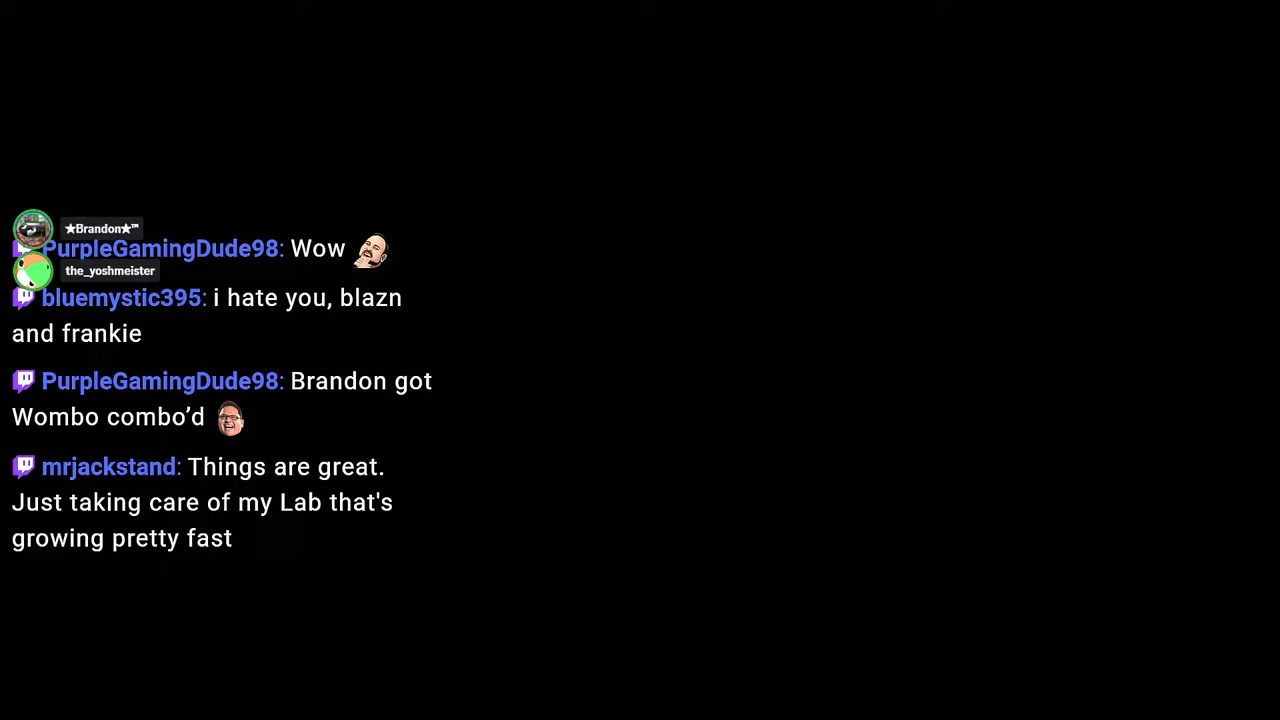 ★Brandon★™
PurpleGamingDude98: Wow
the_yoshmeister
bluemystic395: i hate you, blazn
and frankie
PurpleGamingDude98: Brandon got
Wombo combo’d
mrjackstand: Things are great.
Just taking care of my Lab that's
growing pretty fast